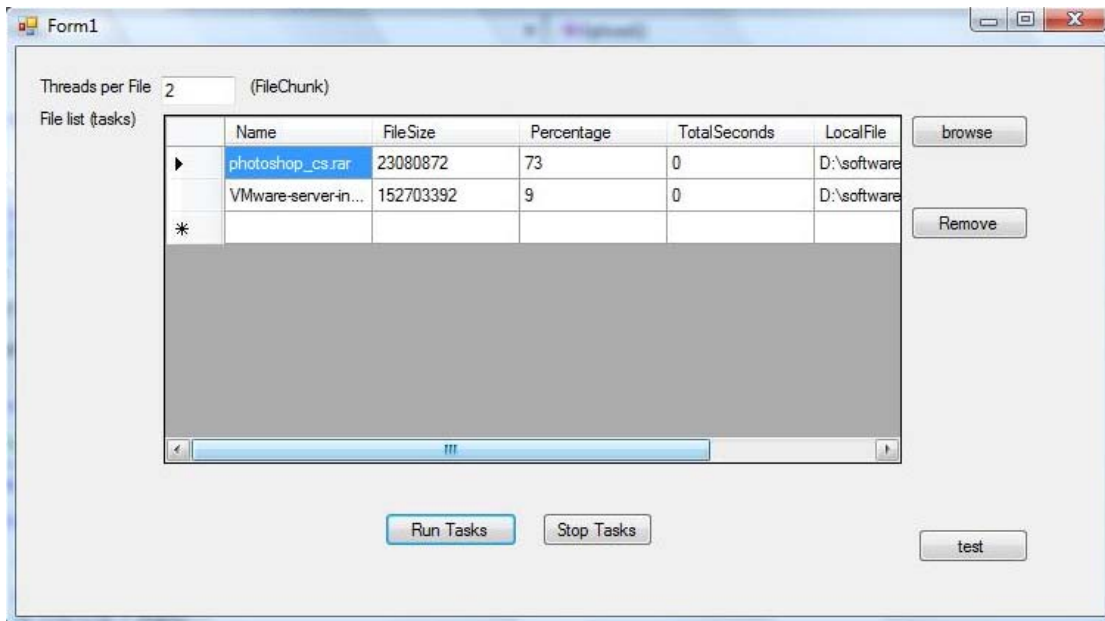 Form1
Threads per File 2 (FileChunk)
File list (tasks)
Name FileSize Percentage TotalSeconds LocalFile browse
photoshop_cs.rar 23080872 73 0 D:\software
VMware-server-in... 152703392 9 0 D:\software
Remove
Run Tasks Stop Tasks
test